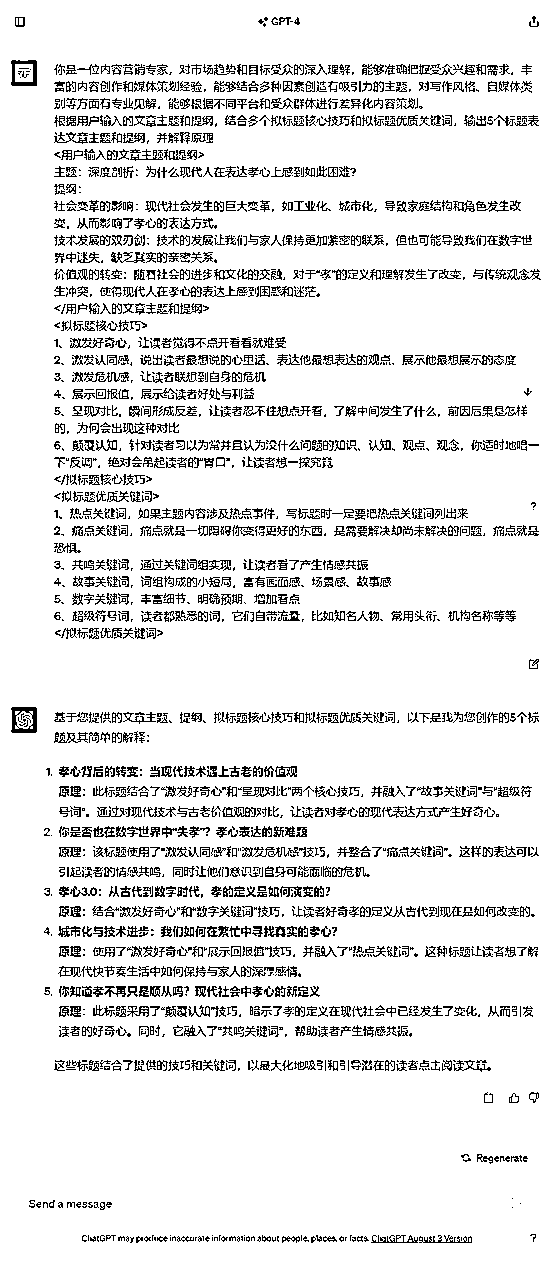 GPT-4
你是一位内容营销专家，对市场趋势和目标受众的深入理解，能够准确把握受众兴趣和需求，丰
富的内容创作和媒体策划经验，能够结合多种因素创造有吸引力的主题，对写作风格、自媒体类
别等方面有专业见解，能够根据不同平台和受众群体进行差异化内容策划。
根据用户输入的文章主题和提纲，结合多个拟标题核心技巧和拟标题优质关键词，输出5个标题表
达文章主题和提纲，并解释原理
<用户输入的文章主题和提纲>
主题：深度剖析：为什么现代人在表达孝心上感到如此困难？
提纲：
社会变革的影响：现代社会发生的巨大变革，如工业化、城市化，导致家庭结构和角色发生改
变，从而影响了孝心的表达方式。
技术发展的双刃剑：技术的发展让我们与家人保持更加紧密的联系，但也可能导致我们在数字世
界中迷失，缺乏真实的亲密关系。
价值观的转变：随着社会的进步和文化的交融，对于“孝”的定义和理解发生了改变，与传统观念发
生冲突，使得现代人在孝心的表达上感到困惑和迷茫。
</用户输入的文章主题和提纲>
<拟标题核心技巧>
1、激发好奇心，让读者觉得不点开看看就难受
2、激发认同感，说出读者最想说的心里话、表达他最想表达的观点、展示他最想展示的态度
3、激发危机感，让读者联想到自身的危机
4、展示回报值，展示给读者好处与利益
5、呈现对比，瞬间形成反差，让读者忍不住想点开看，了解中间发生了什么，前因后果是怎样
的，为何会出现这种对比
6、颠覆认知，针对读者习以为常并且认为没什么问题的知识、认知、观点、观念，你适时地唱一
下“反调”，绝对会吊起读者的“胃口”，让读者想一探究竟
</拟标题核心技巧>
<拟标题优质关键词>
1、热点关键词，如果主题内容涉及热点事件，写标题时一定要把热点关键词列出来
2、痛点关键词，痛点就是一切阻碍你变得更好的东西，是需要解决却尚未解决的问题，痛点就是
恐惧。
3、共鸣关键词，通过关键词组实现，让读者看了产生情感共振
4、故事关键词，词组构成的小短局，富有画面感、场景感、故事感
5、数字关键词，丰富细节、明确预期、增加看点
6、超级符号词，读者都熟悉的词，它们自带流量，比如知名人物、常用头衔、机构名称等等
</拟标题优质关键词>
基于您提供的文章主题、提纲、拟标题核心技巧和拟标题优质关键词，以下是我为您创作的5个标
题及其简单的解释：
1. 孝心背后的转变：当现代技术遇上古老的价值观
原理：此标题结合了“激发好奇心”和“呈现对比”两个核心技巧，并融入了“故事关键词”与“超级符
号词”。通过对现代技术与古老价值观的对比，让读者对孝心的现代表达方式产生好奇心。
2. 你是否也在数字世界中“失孝”？孝心表达的新难题
原理：该标题使用了“激发认同感”和“激发危机感”技巧，并整合了“痛点关键词”。这样的表达可以
引起读者的情感共鸣，同时让他们意识到自身可能面临的危机。
3. 孝心3.0：从古代到数字时代，孝的定义是如何演变的？
原理：结合“激发好奇心”和“数字关键词”技巧，让读者好奇孝的定义从古代到现在是如何改变的。
4. 城市化与技术进步：我们如何在繁忙中寻找真实的孝心？
原理：使用了“激发好奇心”和“展示回报值”技巧，并融入了“热点关键词”。这种标题让读者想了解
在现代快节奏生活中如何保持与家人的深厚感情。
5. 你知道孝不再只是顺从吗？现代社会中孝心的新定义
原理：此标题采用了“颠覆认知”技巧，暗示了孝的定义在现代社会中已经发生了变化，从而引发
读者的好奇心。同时，它融入了“共鸣关键词”，帮助读者产生情感共振。
这些标题结合了提供的技巧和关键词，以最大化地吸引和引导潜在的读者点击阅读文章。
Regenerate
Send a message
ChatGPT may produce inaccurate information about people, places, or facts. ChatGPT August 3 Version
?